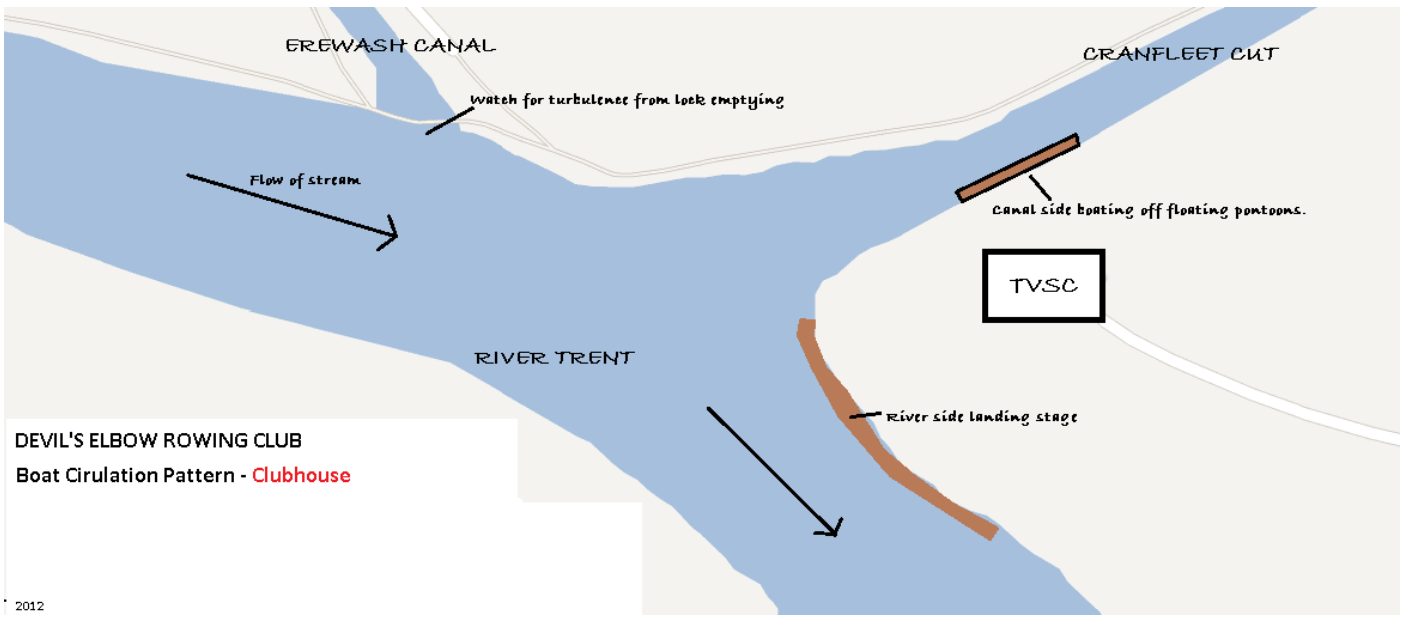 EREWASH CANAL
CRANFLEET CUT
Watch for turbulence from lock emptying
Flow of stream
Canal side boating off floating pontoons.
TVSC
RIVER TRENT
River side landing stage
DEVIL'S ELBOW ROWING CLUB
Boat Cirulation Pattern - Clubhouse
2012